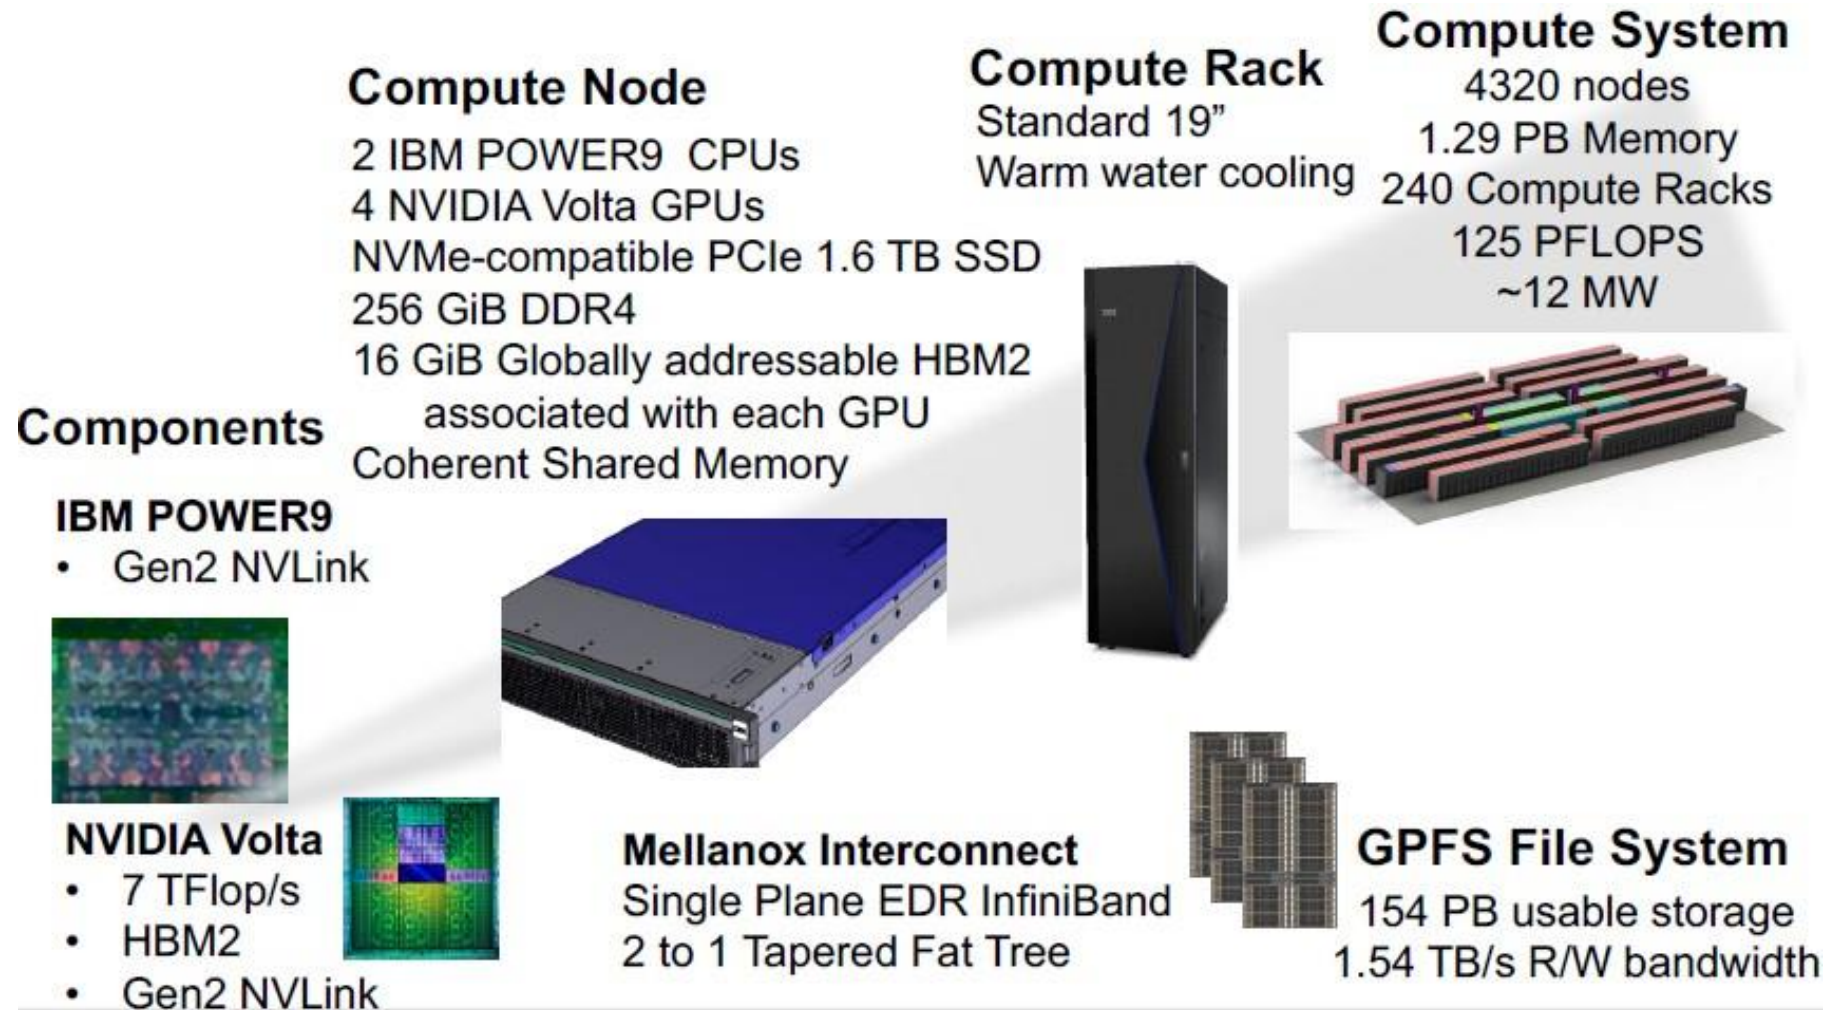 Components
IBM POWER9
• Gen2 NVLink
NVIDIA Volta
• 7 TFlop/s
• HBM2
• Gen2 NVLink
Compute Node
2 IBM POWER9 CPUs
4 NVIDIA Volta GPUs
NVMe-compatible PCIe 1.6 TB SSD
256 GiB DDR4
16 GiB Globally addressable HBM2
associated with each GPU
Coherent Shared Memory
Compute Rack
Standard 19”
Warm water cooling
Compute System
4320 nodes
1.29 PB Memory
240 Compute Racks
125 PFLOPS
~12 MW
Mellanox Interconnect
Single Plane EDR InfiniBand
2 to 1 Tapered Fat Tree
GPFS File System
154 PB usable storage
1.54 TB/s R/W bandwidth